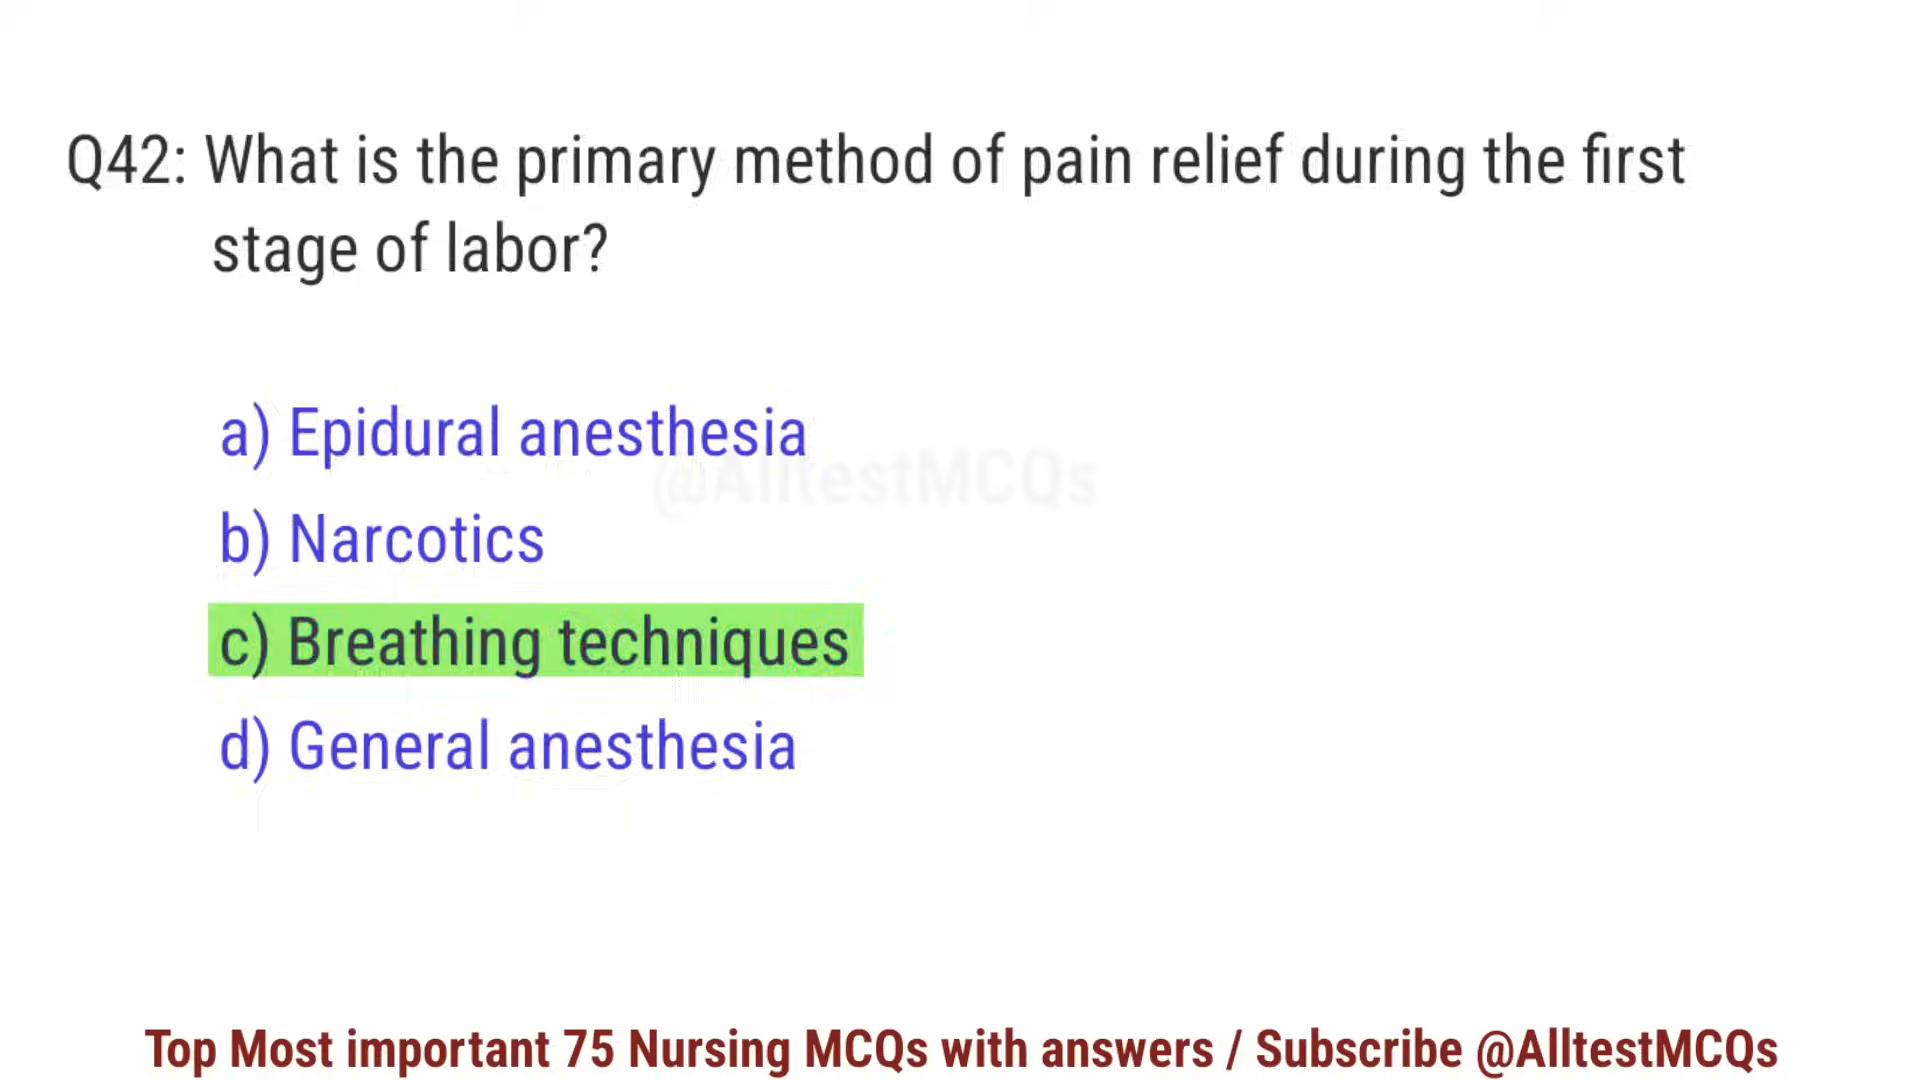 Q42: What is the primary method of pain relief during the first
stage of labor?
a) Epidural anesthesia
@AlltestMCQs
b) Narcotics
c) Breathing techniques
d) General anesthesia
Top Most important 75 Nursing MCQs with answers / Subscribe @AlltestMCQs